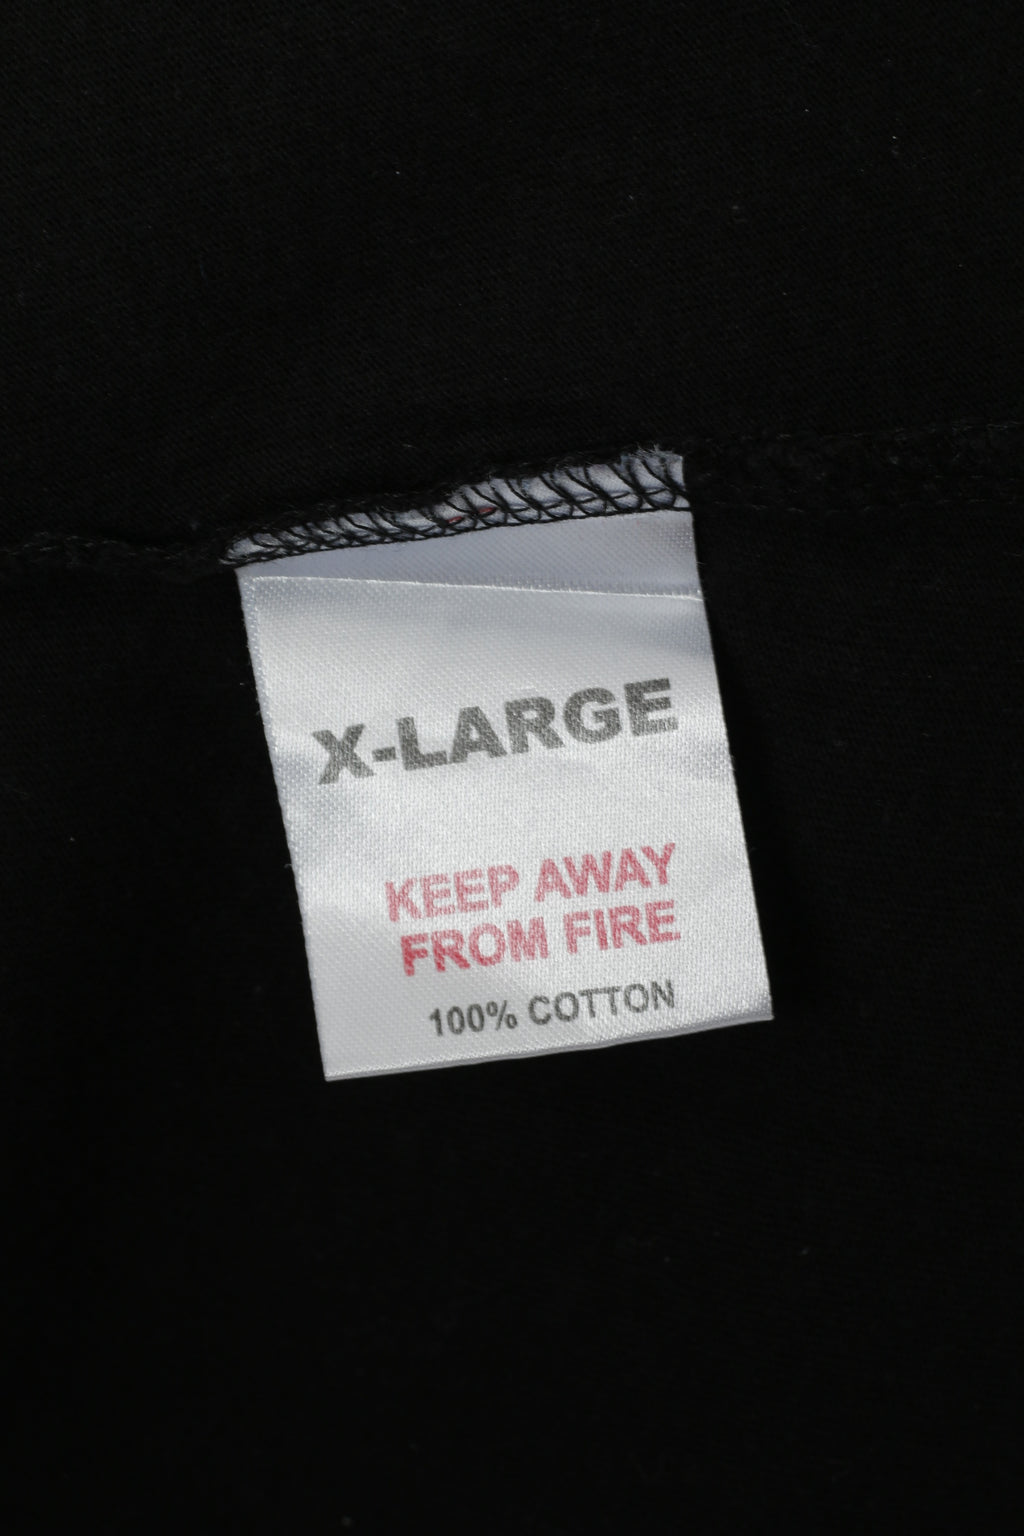 X-LARGE
KEEP AWAY
FROM FIRE
100% COTTON